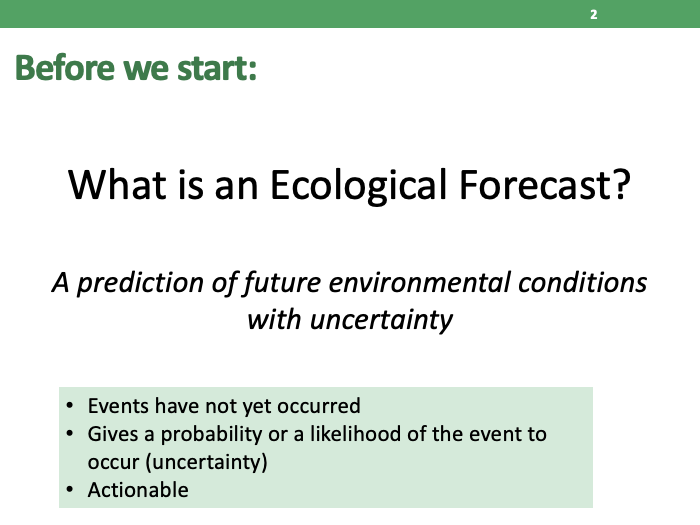 2
Before we start:
What is an Ecological Forecast?
A prediction of future environmental conditions
with uncertainty
• Events have not yet occurred
• Gives a probability or a likelihood of the event to
occur (uncertainty)
• Actionable